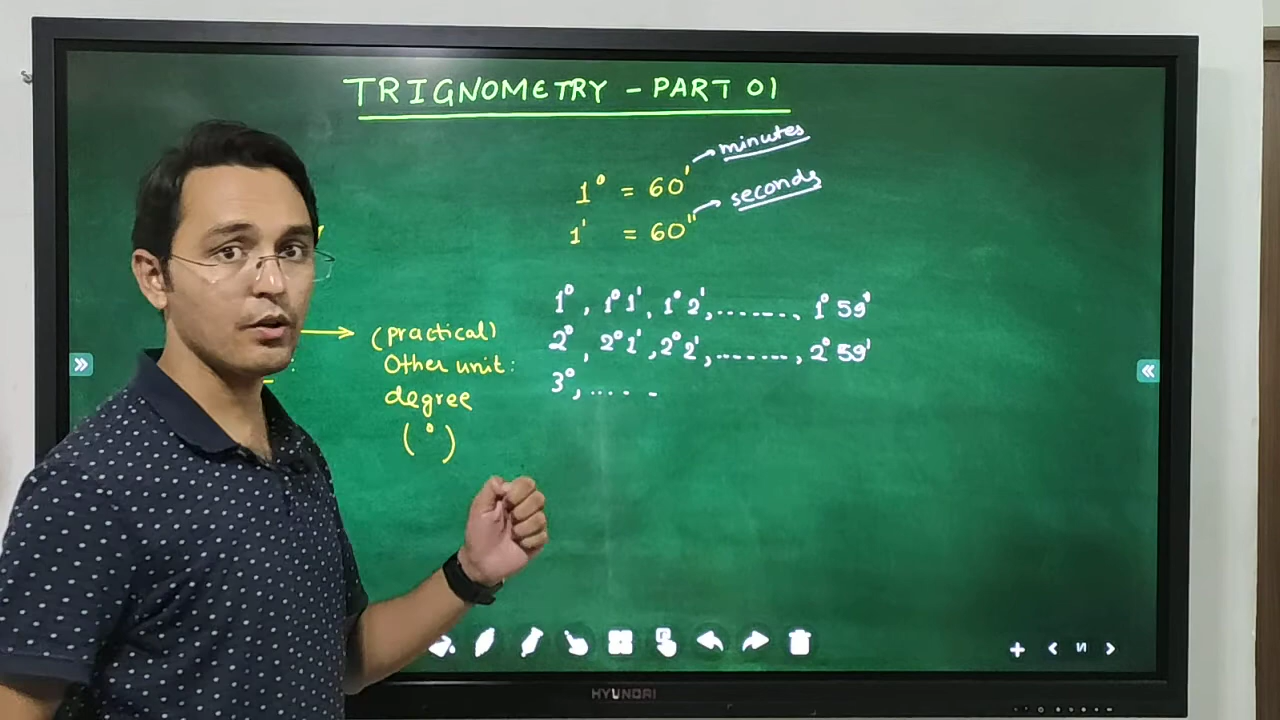 TRIGNOMETRY - PART 01
1° = 60' → minutes
1' = 60" → seconds
1°, 1° 1', 1° 2', ......., 1° 59'
2°, 2° 1', 2° 2', ......., 2° 59'
3°, .... -
→ (practical)
Other unit:
degree
(°)
HYUNDAI